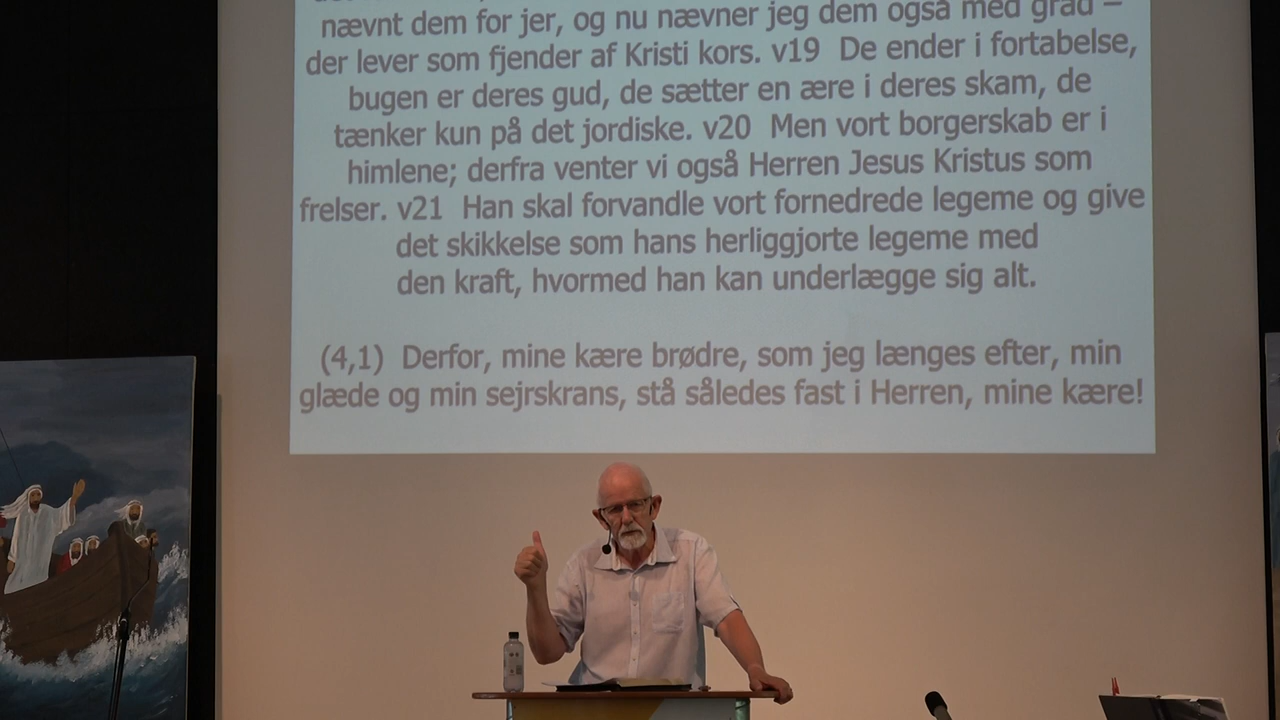 nævnt dem for jer, og nu nævner jeg dem også med gråd –
der lever som fjender af Kristi kors. v19 De ender i fortabelse,
bugen er deres gud, de sætter en ære i deres skam, de
tænker kun på det jordiske. v20 Men vort borgerskab er i
himlene; derfra venter vi også Herren Jesus Kristus som
frelser. v21 Han skal forvandle vort fornedrede legeme og give
det skikkelse som hans herliggjorte legeme med
den kraft, hvormed han kan underlægge sig alt.
(4,1) Derfor, mine kære brødre, som jeg længes efter, min
glæde og min sejrskrans, stå således fast i Herren, mine kære!